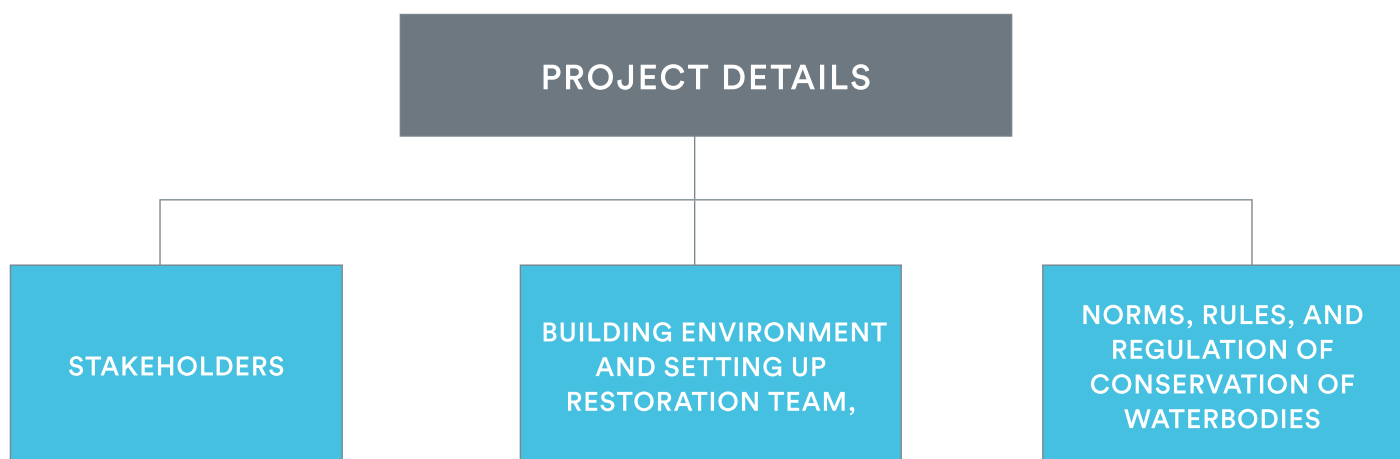 PROJECT DETAILS
STAKEHOLDERS
BUILDING ENVIRONMENT
AND SETTING UP
RESTORATION TEAM,
NORMS, RULES, AND
REGULATION OF
CONSERVATION OF
WATERBODIES